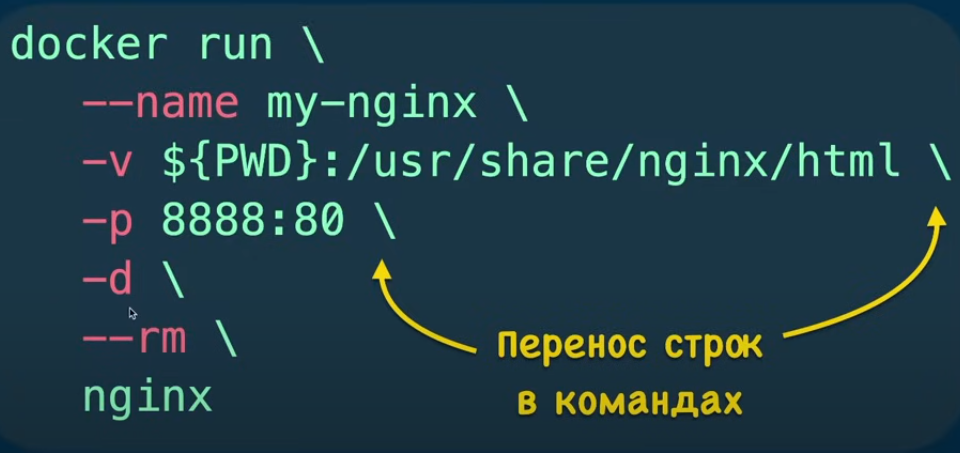 docker run \
--name my-nginx \
-v ${PWD}:/usr/share/nginx/html \
-p 8888:80 \
-d \
--rm \
nginx
Перенос строк
в командах